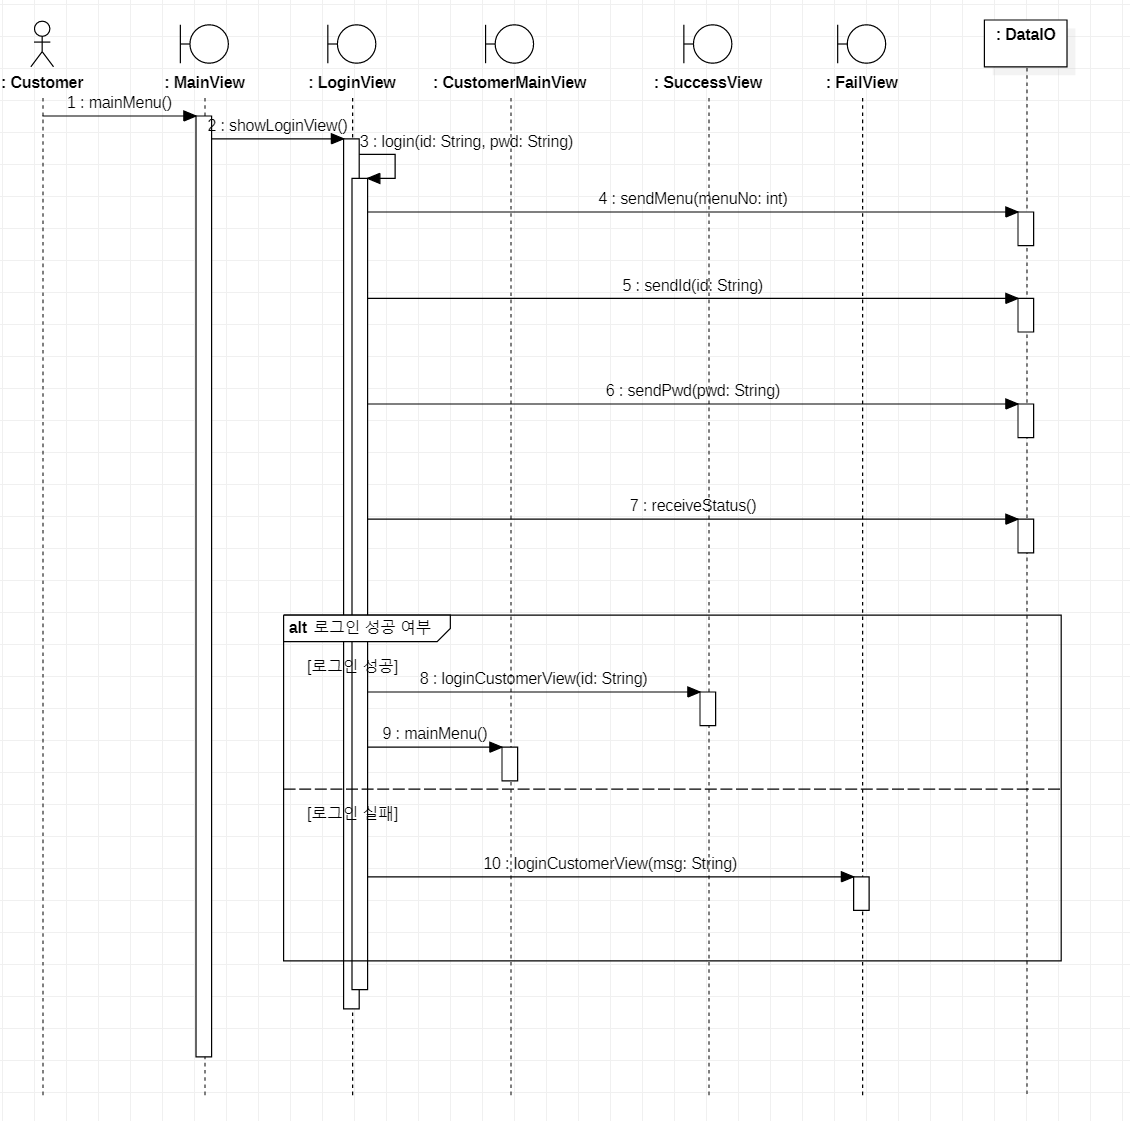 : Customer
: MainView
: LoginView
: CustomerMainView
: SuccessView
: FailView
: DataIO
1 : mainMenu()
2 : showLoginView()
3 : login(id: String, pwd: String)
4 : sendMenu(menuNo: int)
5 : sendId(id: String)
6 : sendPwd(pwd: String)
7 : receiveStatus()
alt 로그인 성공 여부
[로그인 성공]
8 : loginCustomerView(id: String)
9 : mainMenu()
[로그인 실패]
10 : loginCustomerView(msg: String)